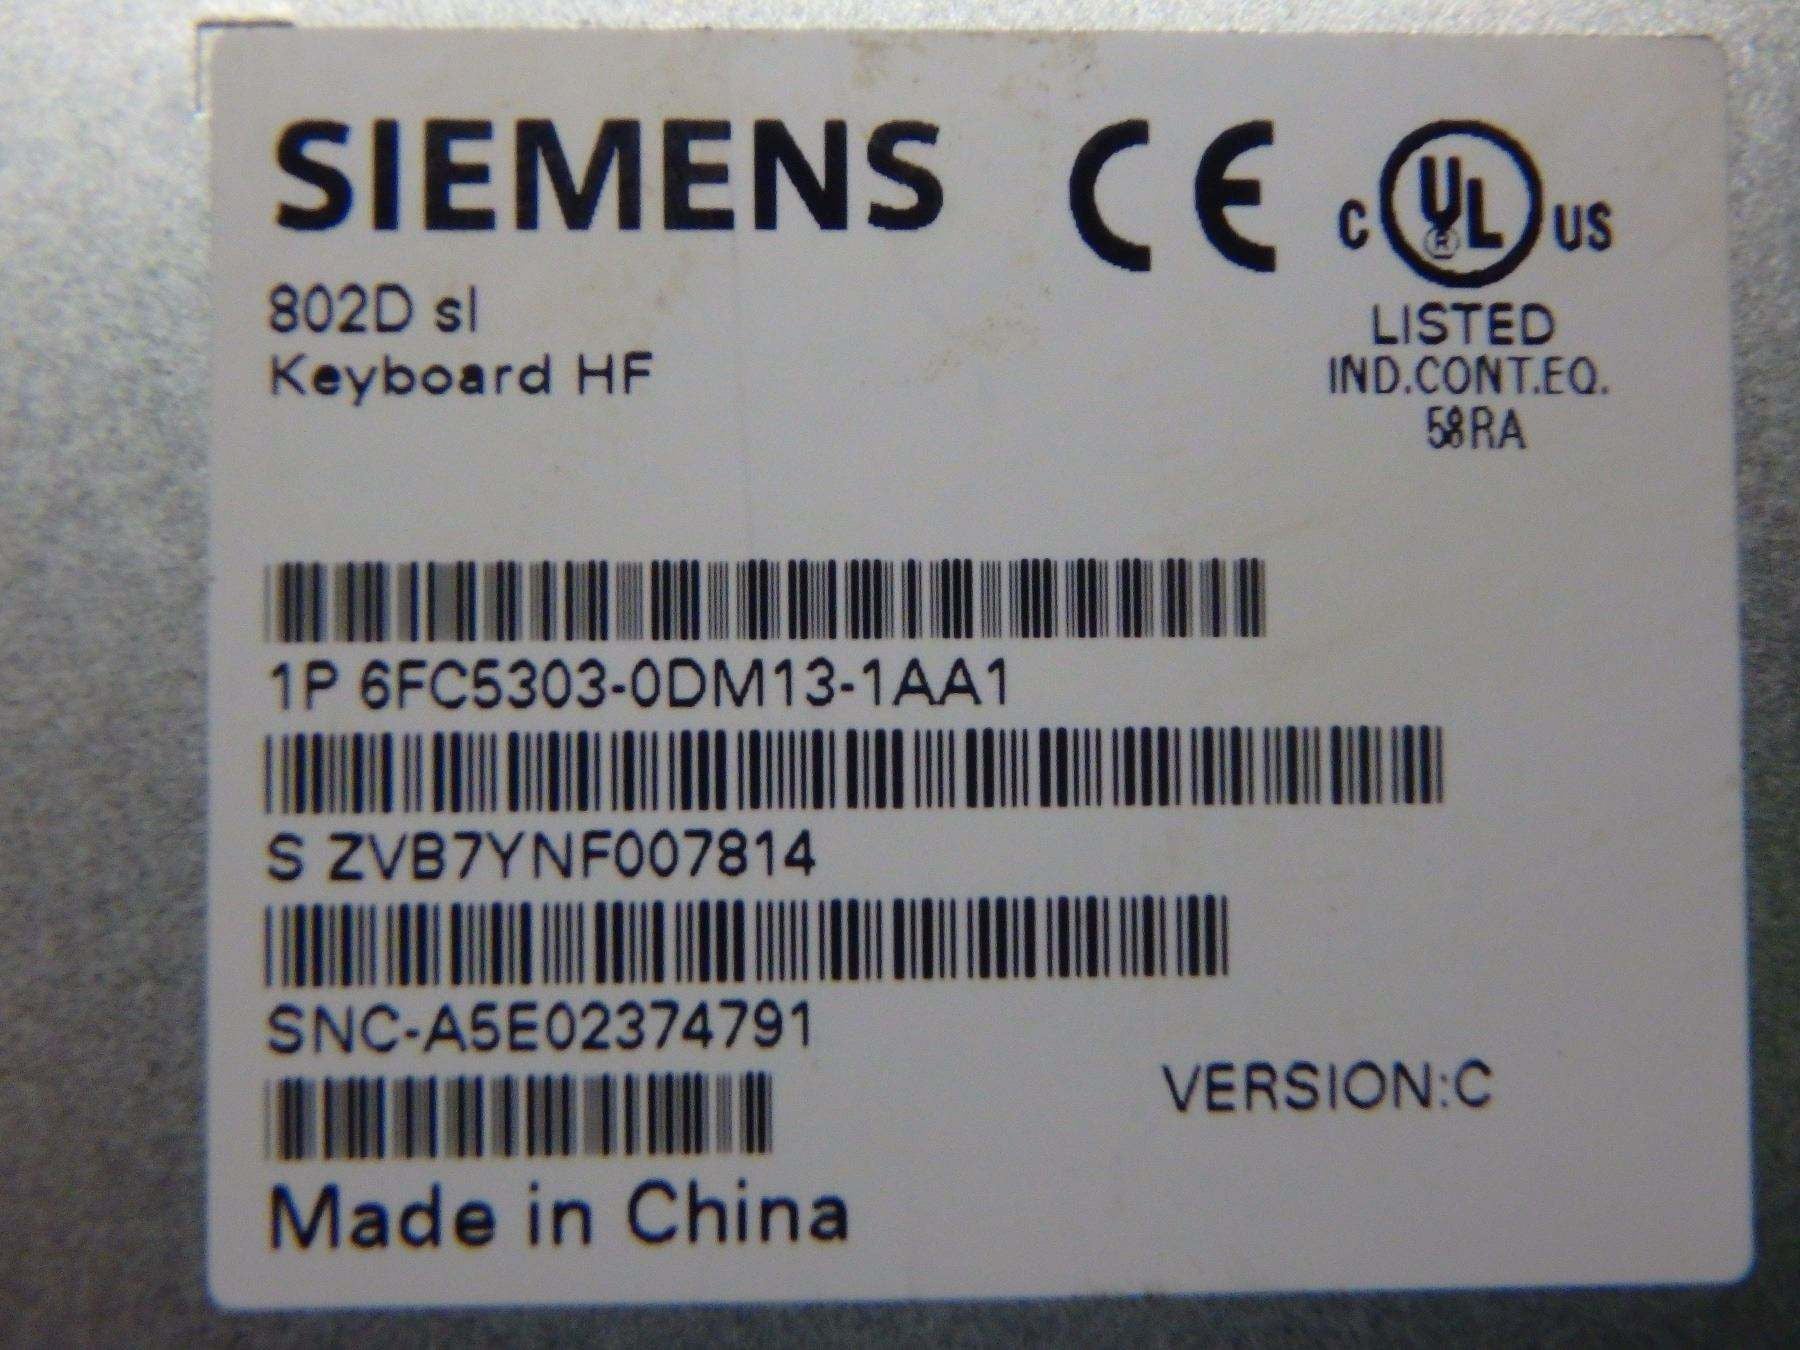 SIEMENS CE C UL ® US
802D sl
Keyboard HF
LISTED
IND.CONT.EQ.
58RA
1P 6FC5303-0DM13-1AA1
S ZVB7YNF007814
SNC-A5E02374791
VERSION:C
Made in China